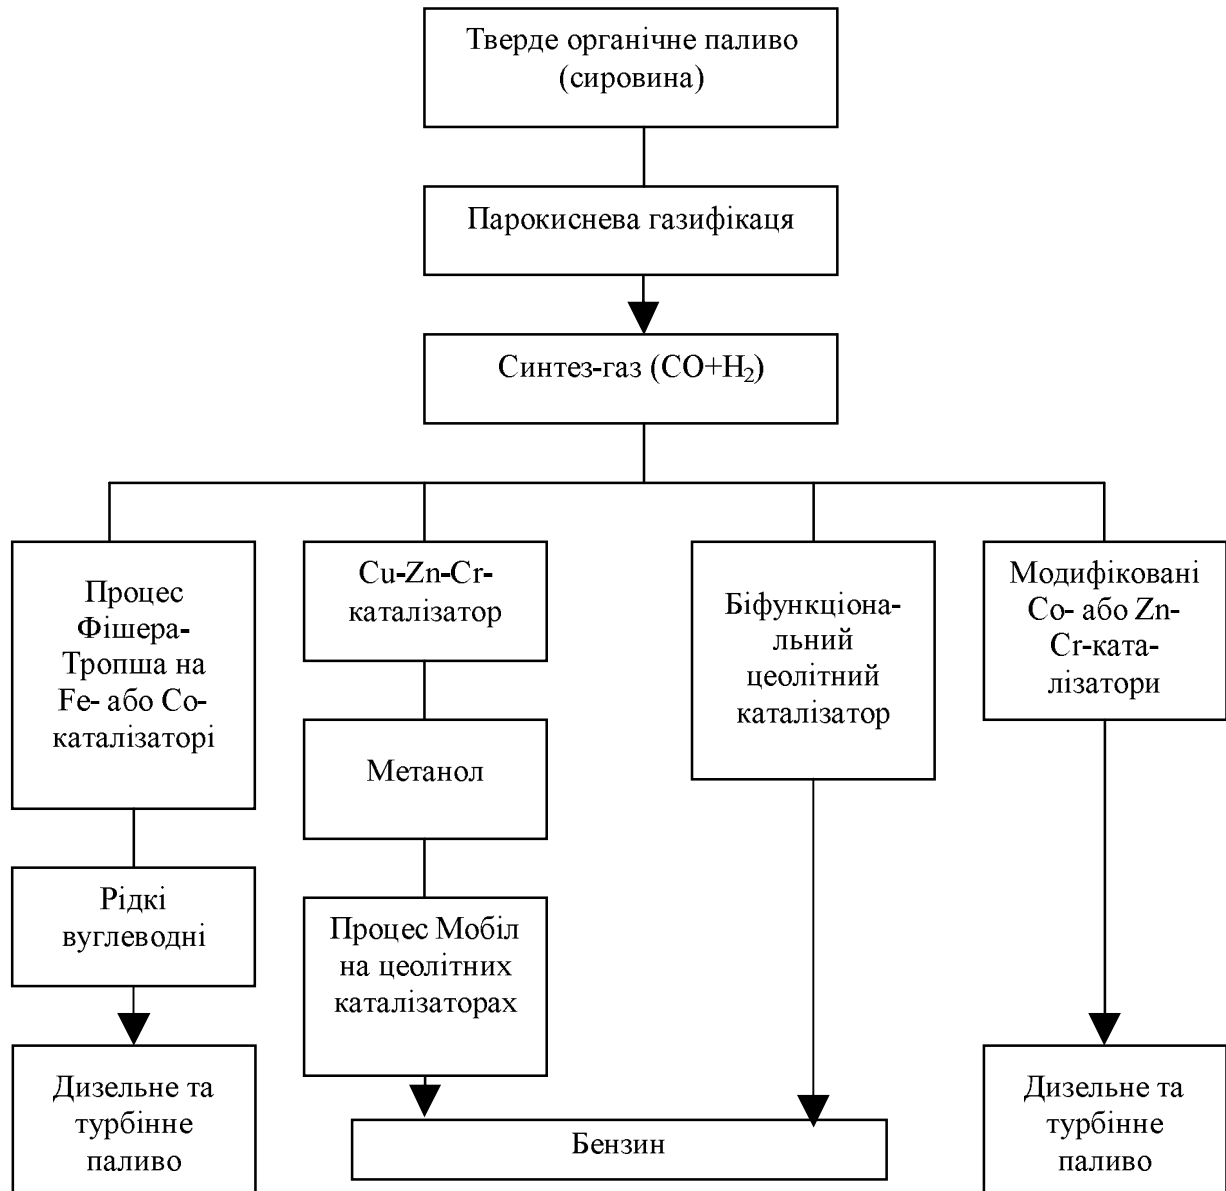 Тверде органічне паливо
(сировина)
Парокиснева газифікаця
Синтез-газ (CO+H₂)
Процес
Фішера-
Тропша на
Fe- або Co-
каталізаторі
Cu-Zn-Cr-
каталізатор
Біфункціона-
льний
цеолітний
каталізатор
Модифіковані
Co- або Zn-
Cr-ката-
лізатори
Метанол
Рідкі
вуглеводні
Процес Мобіл
на цеолітних
каталізаторах
Дизельне та
турбінне
паливо
Бензин
Дизельне та
турбінне
паливо